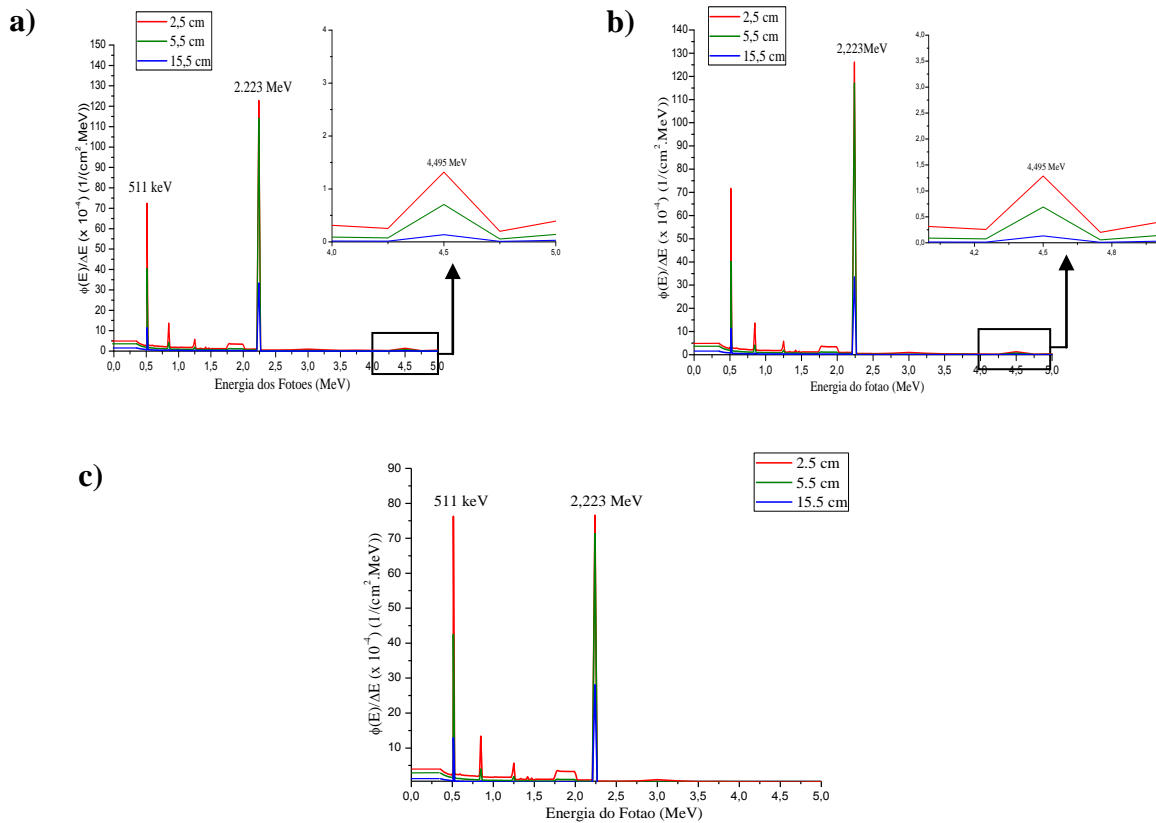 a)
2,5 cm
5,5 cm
15,5 cm
150
140
130
120
110
100
90
80
70
60
50
40
30
20
10
0
ϕ(E)/ΔE (x 10⁻⁴) (1/(cm².MeV))
511 keV
2.223 MeV
0,0 0,5 1,0 1,5 2,0 2,5 3,0 3,5 4,0 4,5 5,0
Energia dos Fotoes (MeV)
4
3
2
1
0
4,495 MeV
4,0 4,5 5,0
b)
2,5 cm
5,5 cm
15,5 cm
140
130
120
110
100
90
80
70
60
50
40
30
20
10
0
ϕ(E)/ΔE (x 10⁻⁴) (1/(cm².MeV))
2,223MeV
0,0 0,5 1,0 1,5 2,0 2,5 3,0 3,5 4,0 4,5 5,0
Energia do fotao (MeV)
4,0
3,5
3,0
2,5
2,0
1,5
1,0
0,5
0,0
4,495 MeV
4,2 4,5 4,8
c)
2.5 cm
5.5 cm
15.5 cm
90
80
70
60
50
40
30
20
10
ϕ(E)/ΔE (x 10⁻⁴) (1/(cm².MeV))
511 keV
2,223 MeV
0,0 0,5 1,0 1,5 2,0 2,5 3,0 3,5 4,0 4,5 5,0
Energia do Fotao (MeV)